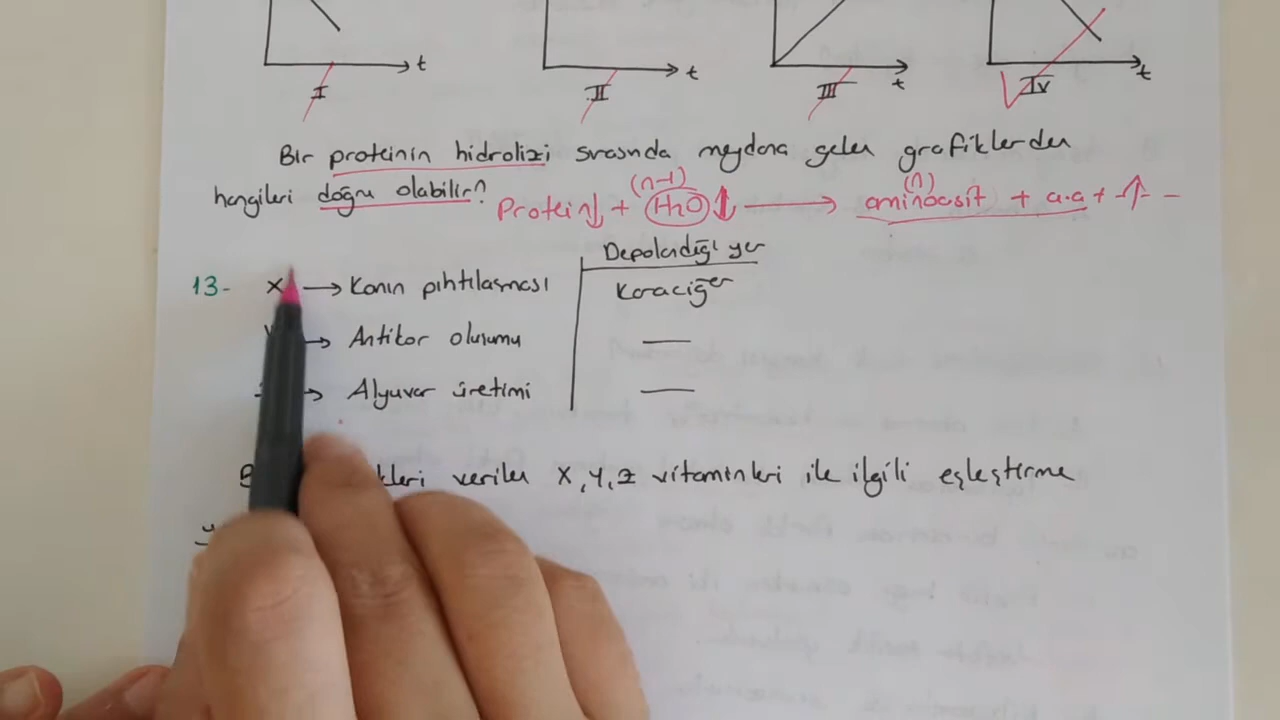 t t t t
I II III IV
Bir proteinin hidrolizi sırasında meydana gelen grafiklerden
hangileri doğru olabilir?
(n-1) (n)
Protein↓ + H₂O↓ → aminoasit + a.a + ↑ -
Depolandığı yer
13- X → Kanın pıhtılaşması Karaciğer
→ Antikor oluşumu —
→ Alyuvar üretimi —
verilen X, Y, Z vitaminleri ile ilgili eşleştirme